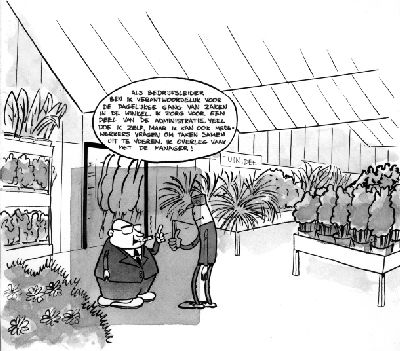 ALS BEDRIJFSLEIDER
BEN IK VERANTWOORDELIJK VOOR
DE DAGELIJKSE GANG VAN ZAKEN
IN DE WINKEL. IK ZORG VOOR EEN
DEEL VAN DE ADMINISTRATIE. VEEL
DOE IK ZELF, MAAR IK KAN OOK MEDE-
WERKERS VRAGEN OM TAKEN SAMEN
UIT TE VOEREN. IK OVERLEG VAAK
MET DE MANAGER!
TUIN